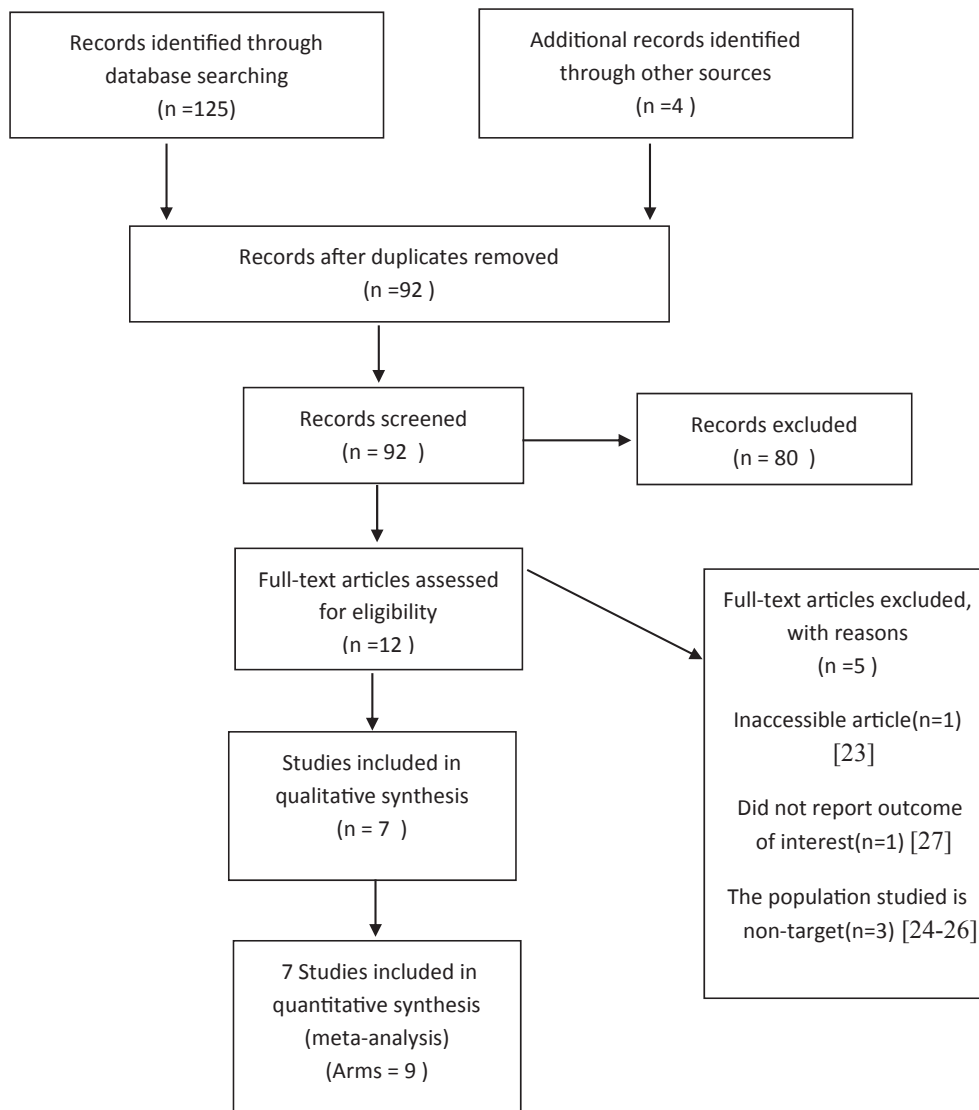 Records identified through
database searching
(n =125)
Additional records identified
through other sources
(n =4 )
Records after duplicates removed
(n =92 )
Records screened
(n = 92 )
Records excluded
(n = 80 )
Full-text articles assessed
for eligibility
(n =12 )
Full-text articles excluded,
with reasons
(n =5 )
Inaccessible article(n=1)
[23]
Did not report outcome
of interest(n=1) [27]
The population studied is
non-target(n=3) [24-26]
Studies included in
qualitative synthesis
(n = 7 )
7 Studies included in
quantitative synthesis
(meta-analysis)
(Arms = 9 )